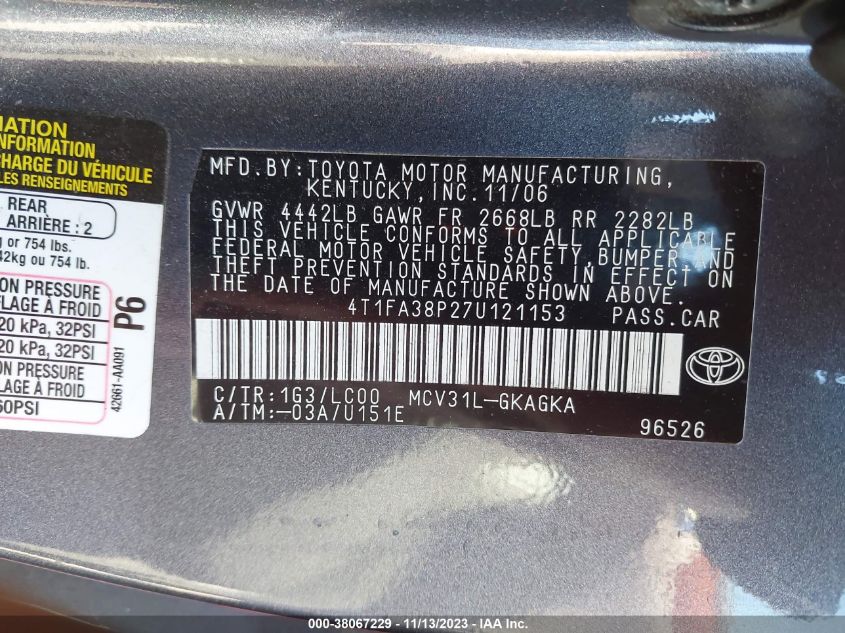 MATION
INFORMATION
CHARGE DU VÉHICULE
LES RENSEIGNEMENTS
REAR
ARRIÈRE : 2
or 754 lbs.
42kg ou 754 lb.
ON PRESSURE
FLAGE À FROID
20 kPa, 32PSI
20 kPa, 32PSI
ON PRESSURE
FLAGE À FROID
60PSI
P6
42661-AA091
MFD.BY:TOYOTA MOTOR MANUFACTURING,
KENTUCKY,INC.11/06
GVWR 4442LB GAWR FR 2668LB RR 2282LB
THIS VEHICLE CONFORMS TO ALL APPLICABLE
FEDERAL MOTOR VEHICLE SAFETY,BUMPER AND
THEFT PREVENTION STANDARDS IN EFFECT ON
THE DATE OF MANUFACTURE SHOWN ABOVE.
4T1FA38P27U121153 PASS.CAR
C/TR:1G3/LC00 MCV31L-GKAGKA
A/TM:-03A/U151E
96526
000-38067229 - 11/13/2023 - IAA Inc.